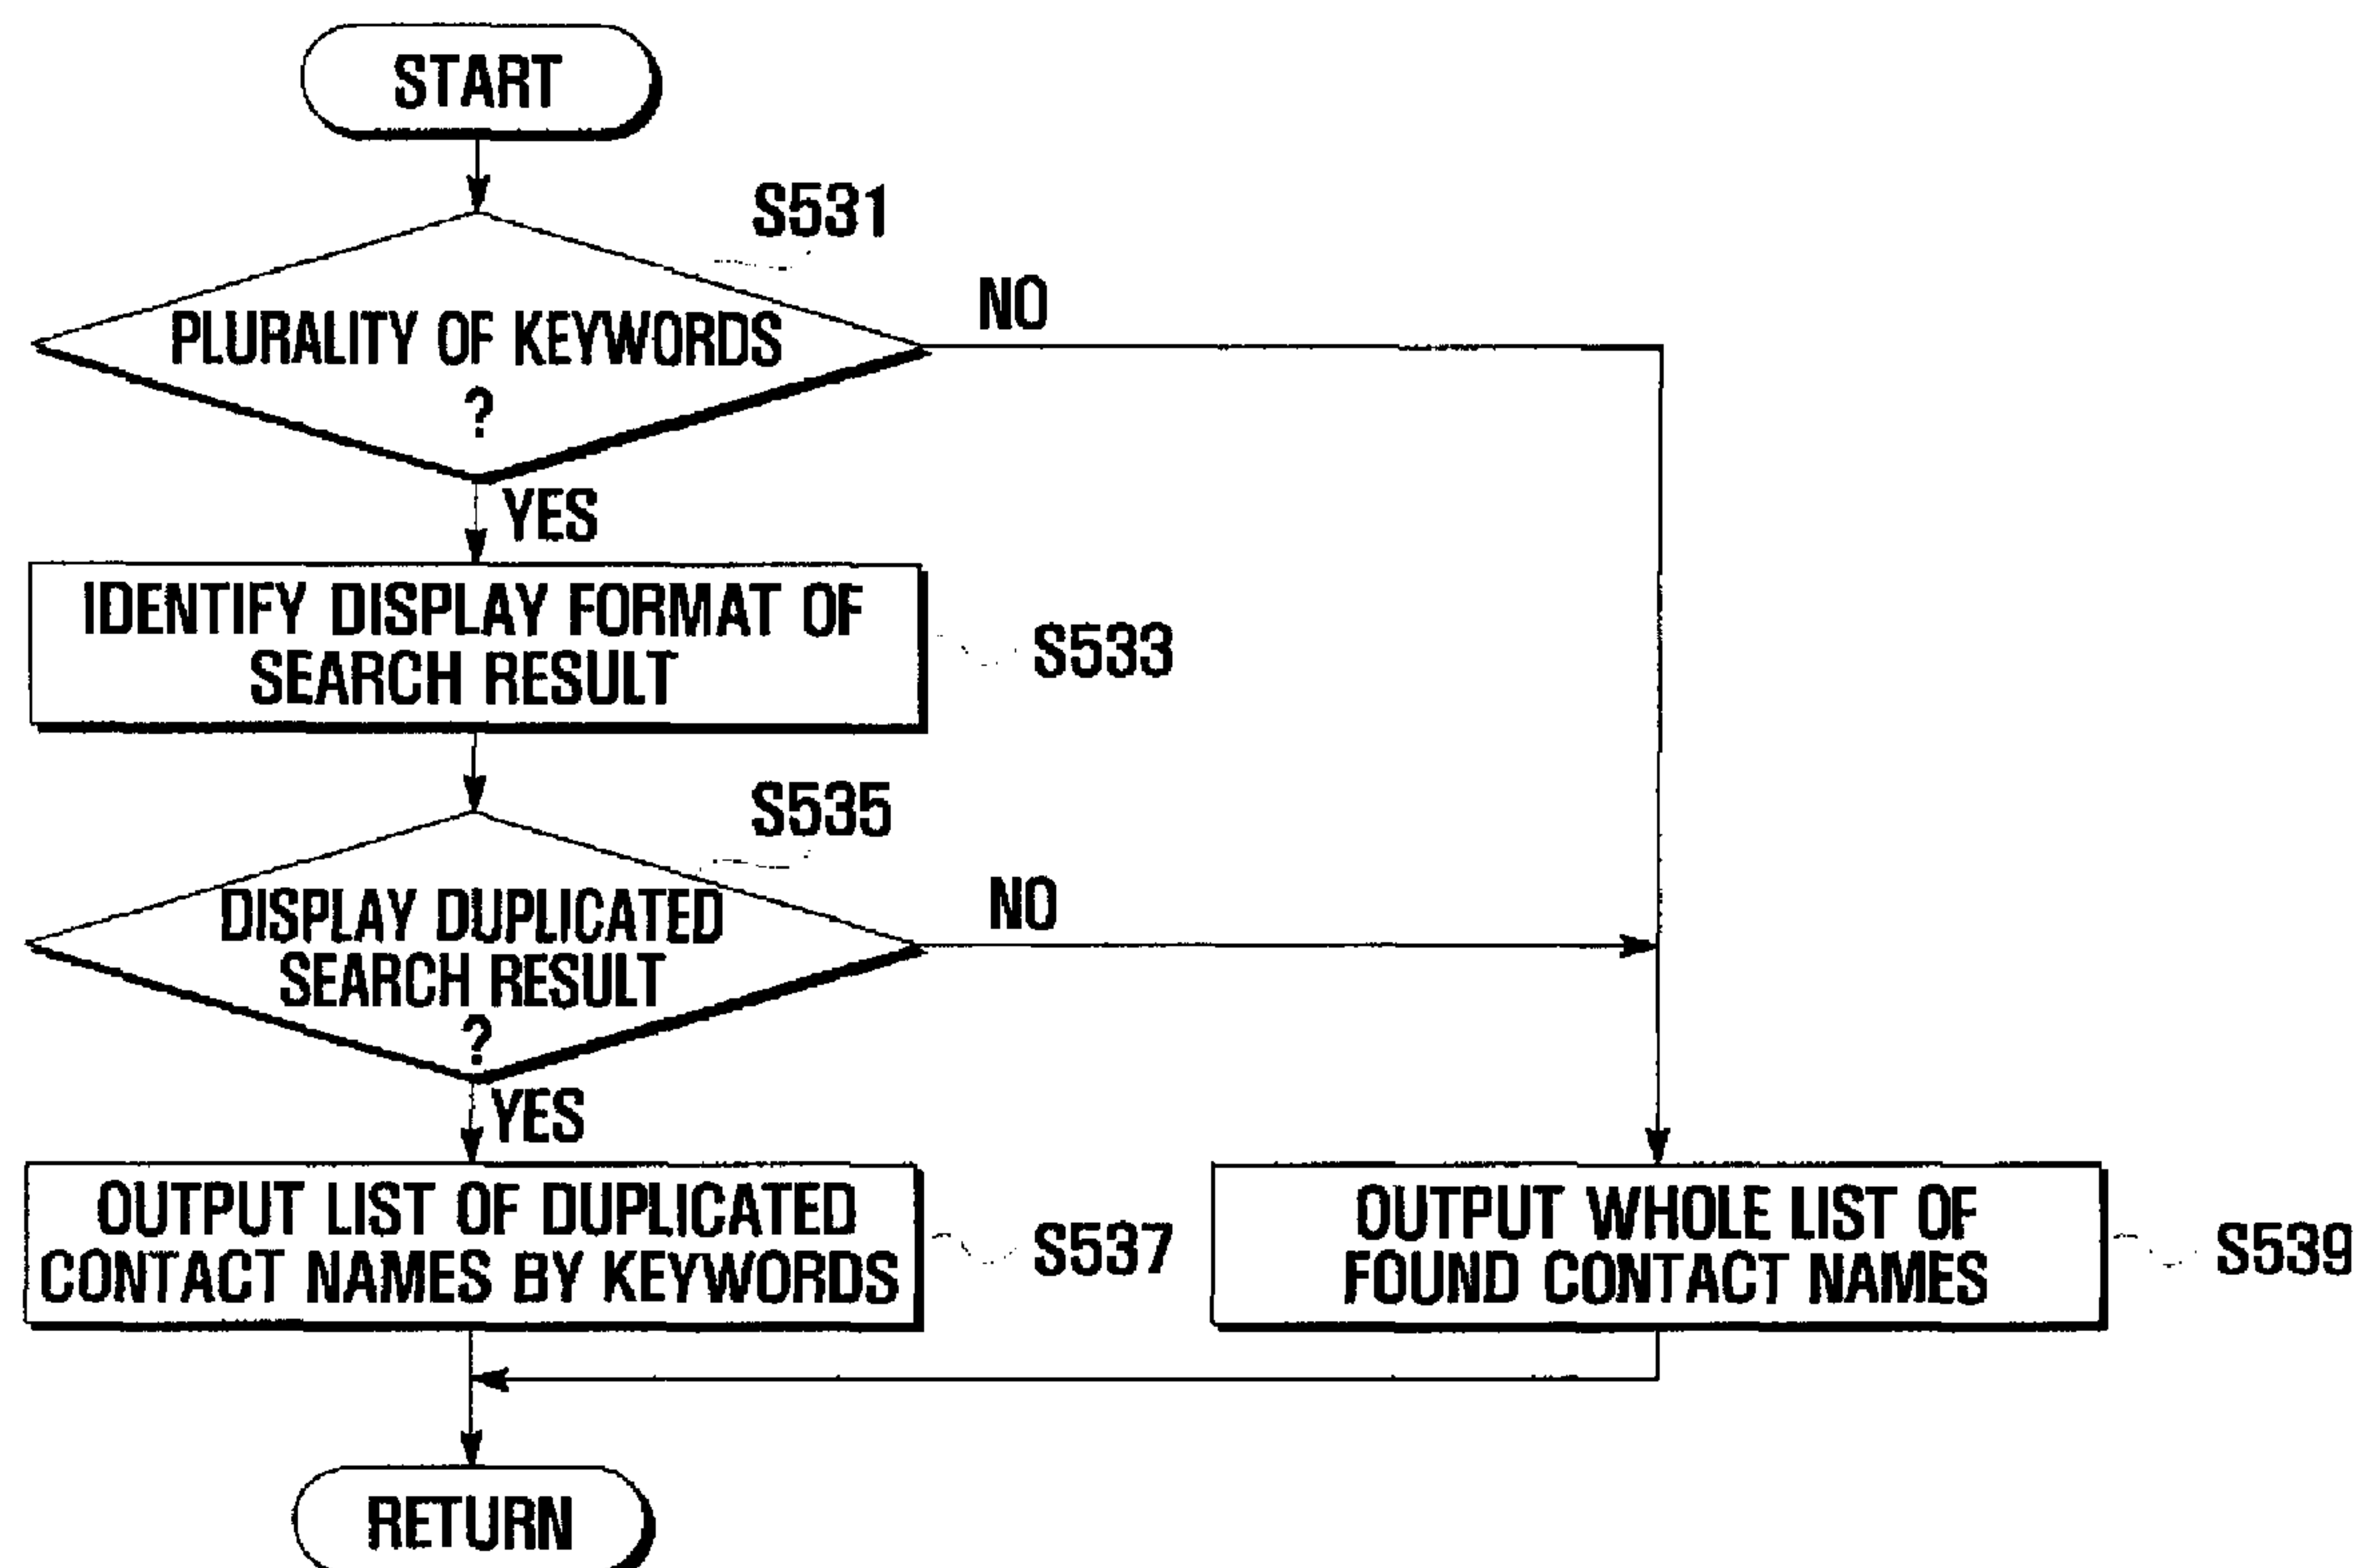 START
S531
PLURALITY OF KEYWORDS
?
NO
YES
IDENTIFY DISPLAY FORMAT OF
SEARCH RESULT
S533
S535
DISPLAY DUPLICATED
SEARCH RESULT
?
NO
YES
OUTPUT LIST OF DUPLICATED
CONTACT NAMES BY KEYWORDS
S537
OUTPUT WHOLE LIST OF
FOUND CONTACT NAMES
S539
RETURN